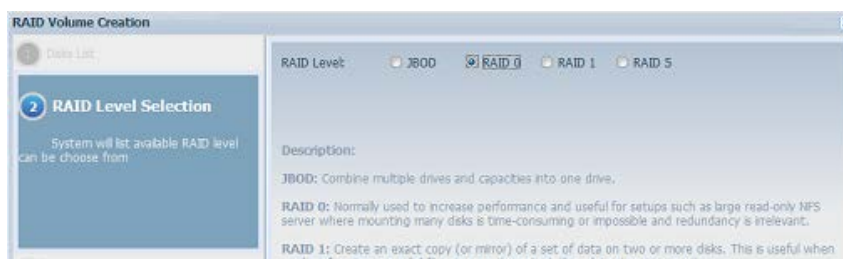 RAID Volume Creation
Disks List
2 RAID Level Selection
System will list available RAID level
can be choose from
RAID Level: JBOD RAID 0 RAID 1 RAID 5
Description:
JBOD: Combine multiple drives and capacities into one drive.
RAID 0: Normally used to increase performance and useful for setups such as large read-only NFS
server where mounting many disks is time-consuming or impossible and redundancy is irrelevant.
RAID 1: Create an exact copy (or mirror) of a set of data on two or more disks. This is useful when